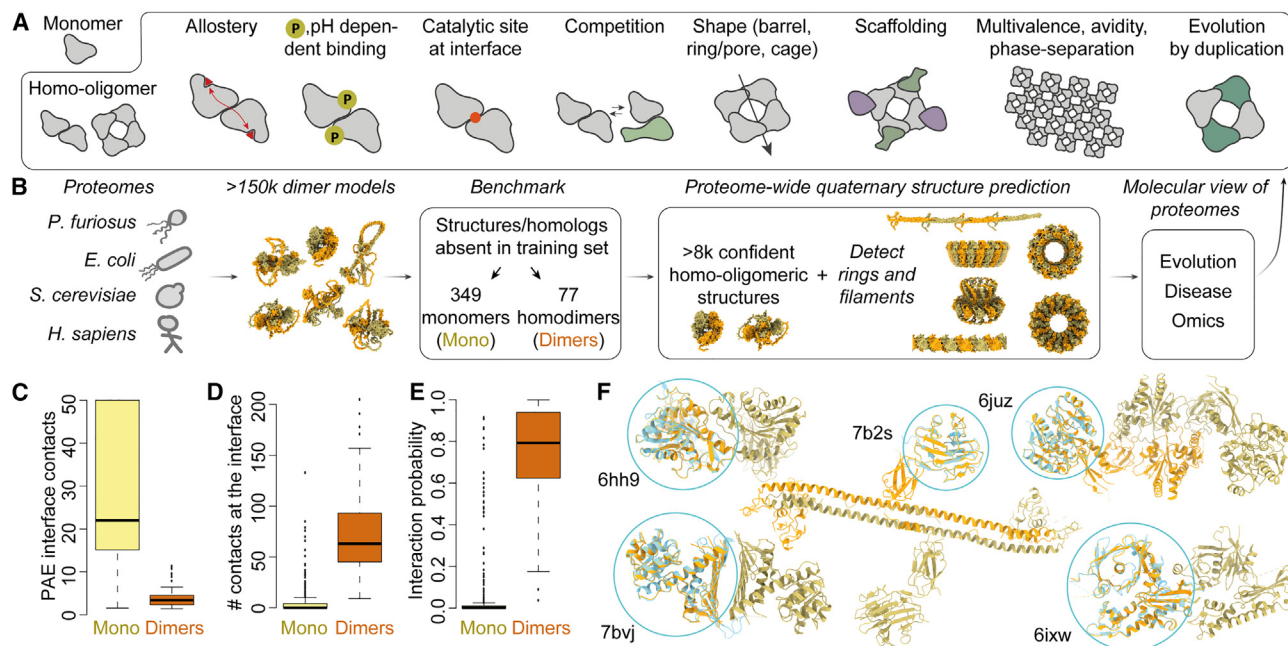 A
Monomer
Homo-oligomer
Allostery
P,pH depen-
dent binding
P
P
Catalytic site
at interface
Competition
Shape (barrel,
ring/pore, cage)
Scaffolding
Multivalence, avidity,
phase-separation
Evolution
by duplication
B
Proteomes
P. furiosus
E. coli
S. cerevisiae
H. sapiens
>150k dimer models
Benchmark
Structures/homologs
absent in training set
349
monomers
(Mono)
77
homodimers
(Dimers)
Proteome-wide quaternary structure prediction
>8k confident
homo-oligomeric
structures
+
Detect
rings and
filaments
Molecular view of
proteomes
Evolution
Disease
Omics
C
PAE interface contacts
50
40
30
20
10
0
Mono Dimers
D
# contacts at the interface
200
150
100
50
0
Mono Dimers
E
Interaction probability
1.0
0.8
0.6
0.4
0.2
0.0
Mono Dimers
F
6hh9
7b2s
6juz
7bvj
6ixw